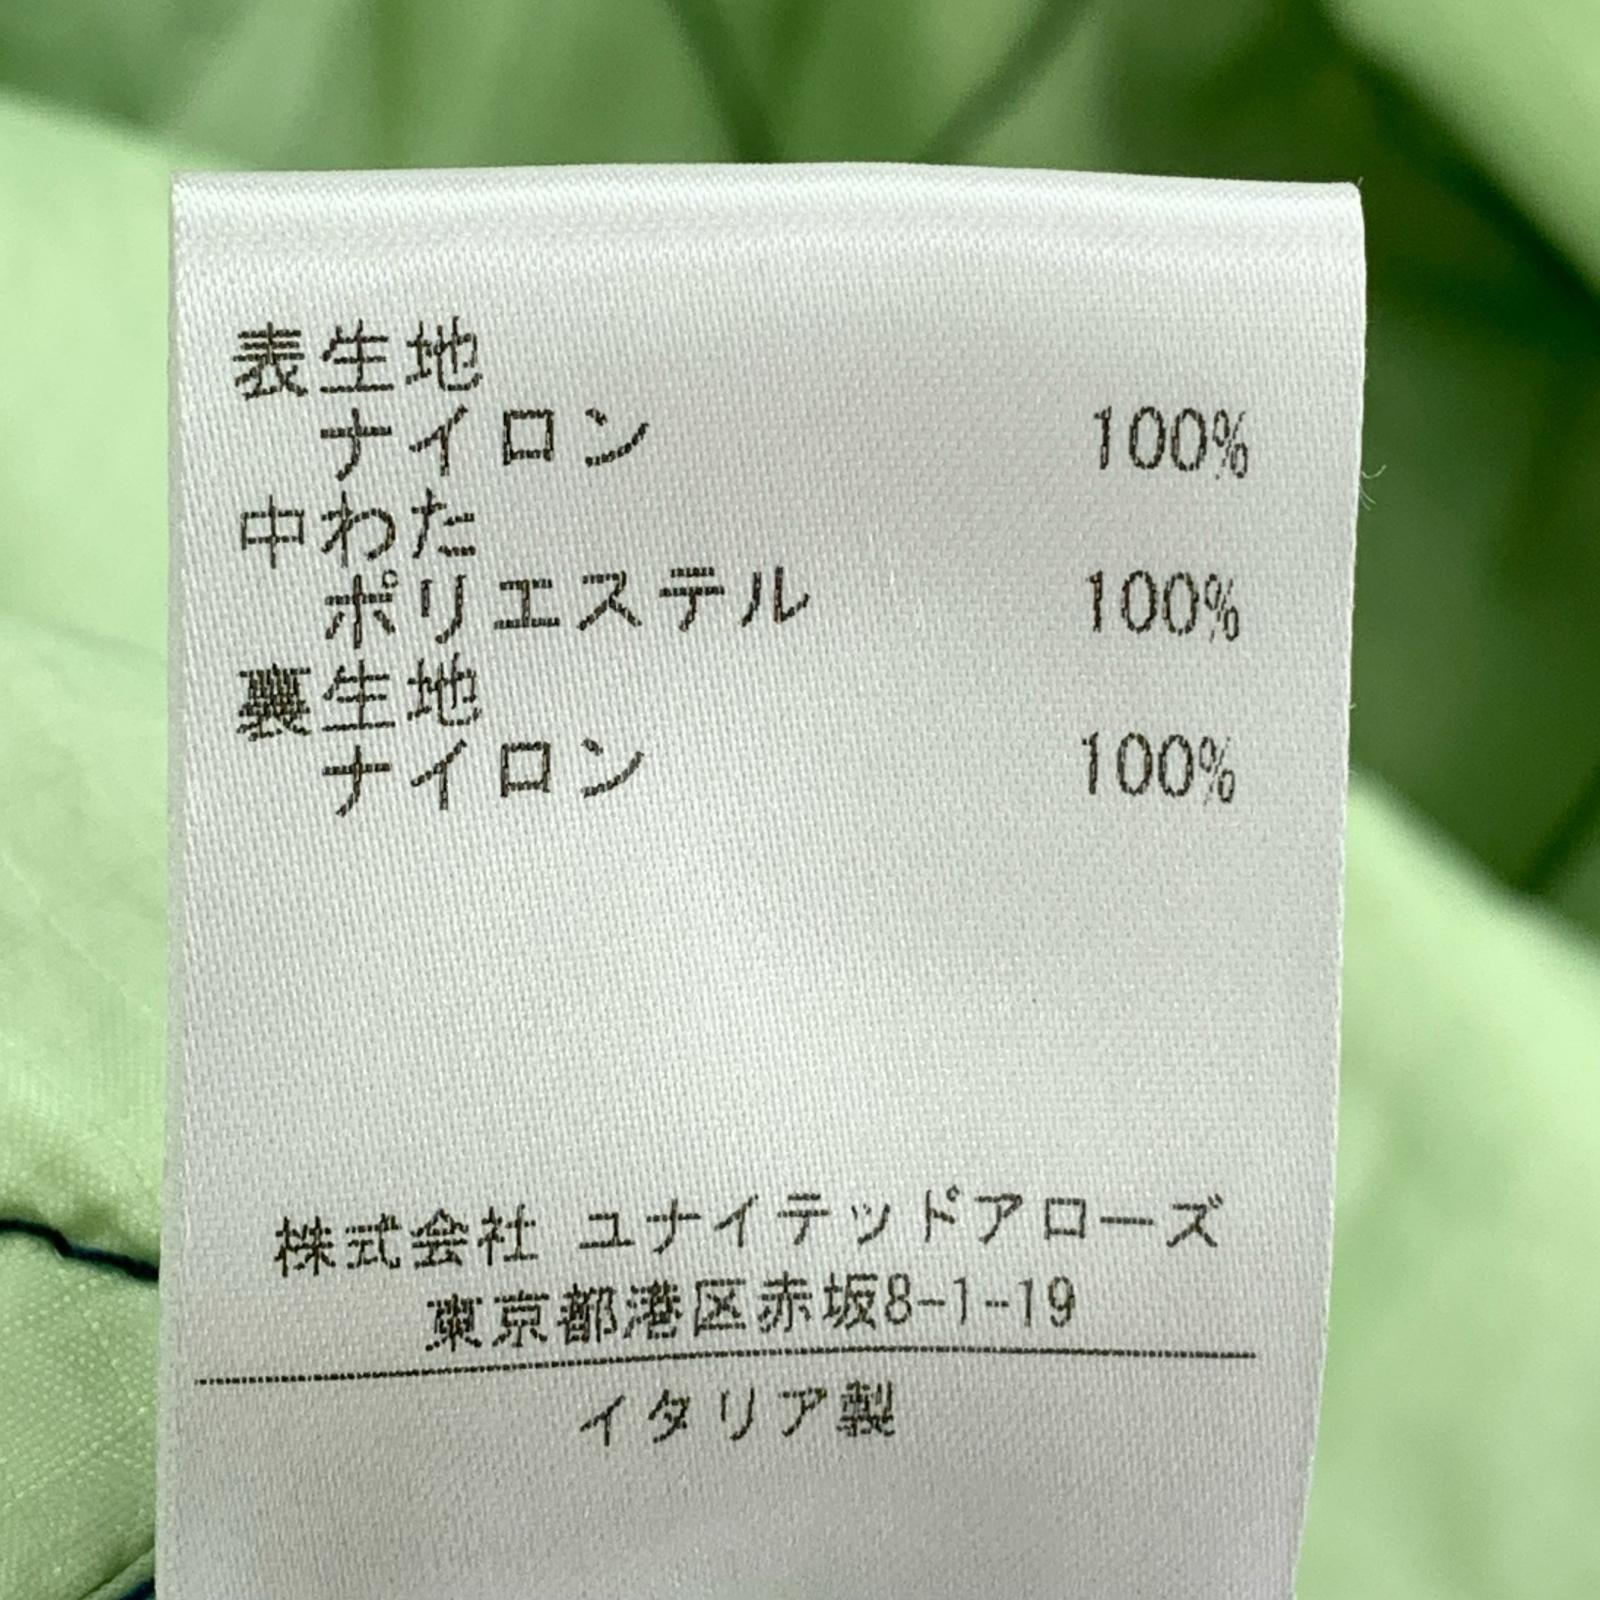 表生地
ナイロン 100%
中わた
ポリエステル 100%
裏生地
ナイロン 100%
株式会社 ユナイテッドアローズ
東京都港区赤坂8-1-19
イタリア製